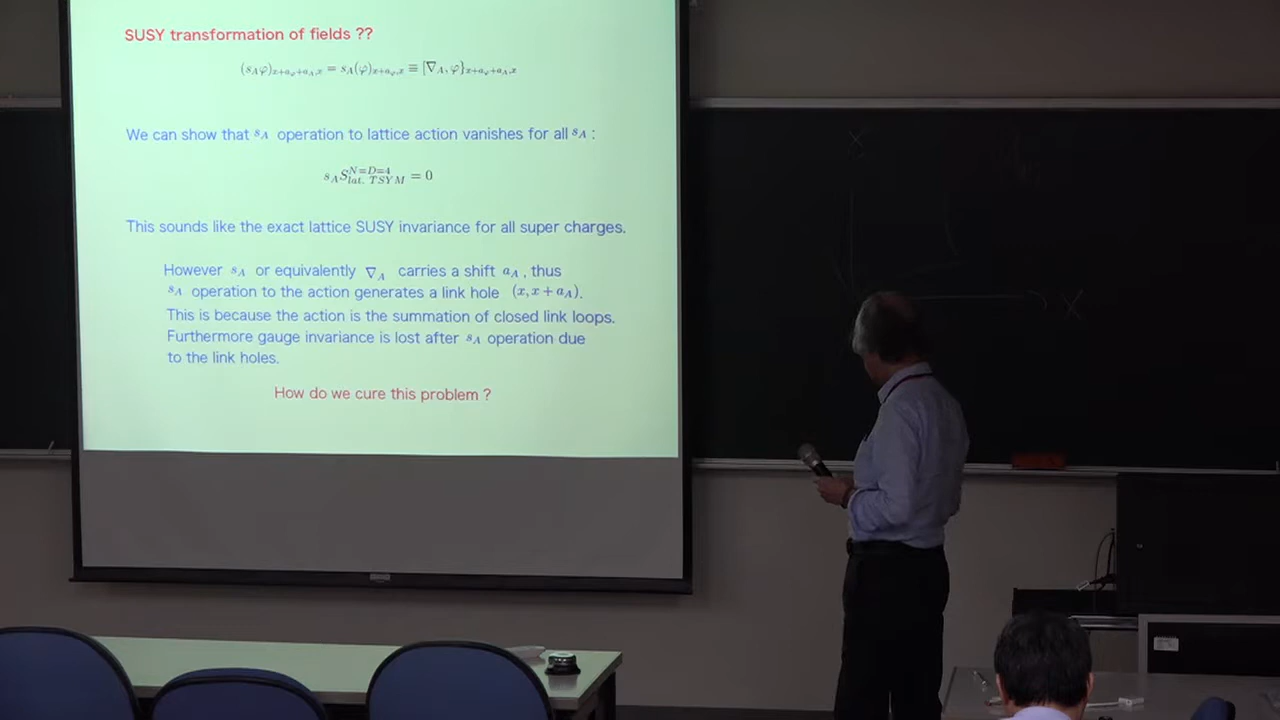 SUSY transformation of fields ??
(s_Aφ)_{x+a_φ+a_A,x} = s_A(φ)_{x+a_φ,x} ≡ [∇_A, φ}_{x+a_φ+a_A,x}
We can show that s_A operation to lattice action vanishes for all s_A :
s_A S^{N=D=4}_{lat. TSYM} = 0
This sounds like the exact lattice SUSY invariance for all super charges.
However s_A or equivalently ∇_A carries a shift a_A , thus
s_A operation to the action generates a link hole (x, x + a_A).
This is because the action is the summation of closed link loops.
Furthermore gauge invariance is lost after s_A operation due
to the link holes.
How do we cure this problem ?